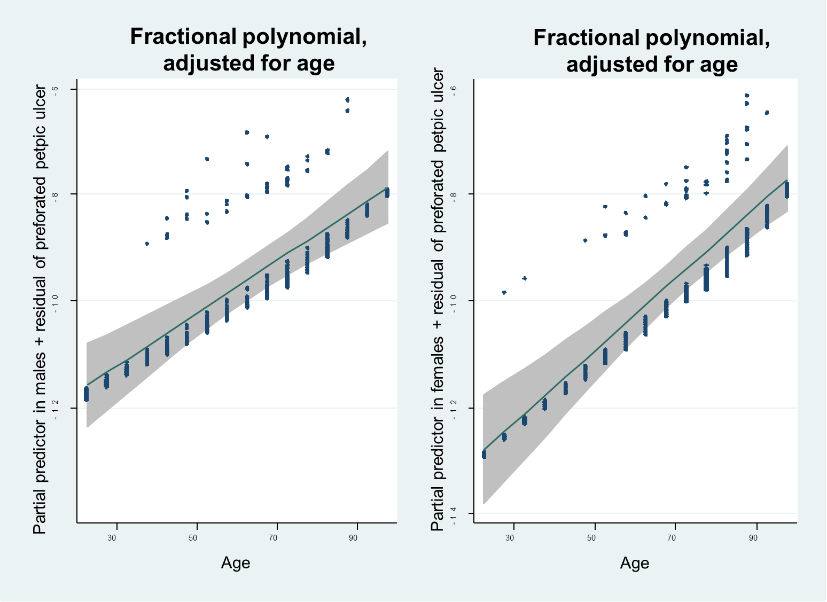 Fractional polynomial,
adjusted for age
Partial predictor in males + residual of preforated petpic ulcer
- 6
- 8
- 1 0
- 1 2
30
50
70
90
Age
Fractional polynomial,
adjusted for age
Partial predictor in females + residual of preforated petpic ulcer
- 6
- 8
- 1 0
- 1 2
- 1 4
30
50
70
90
Age